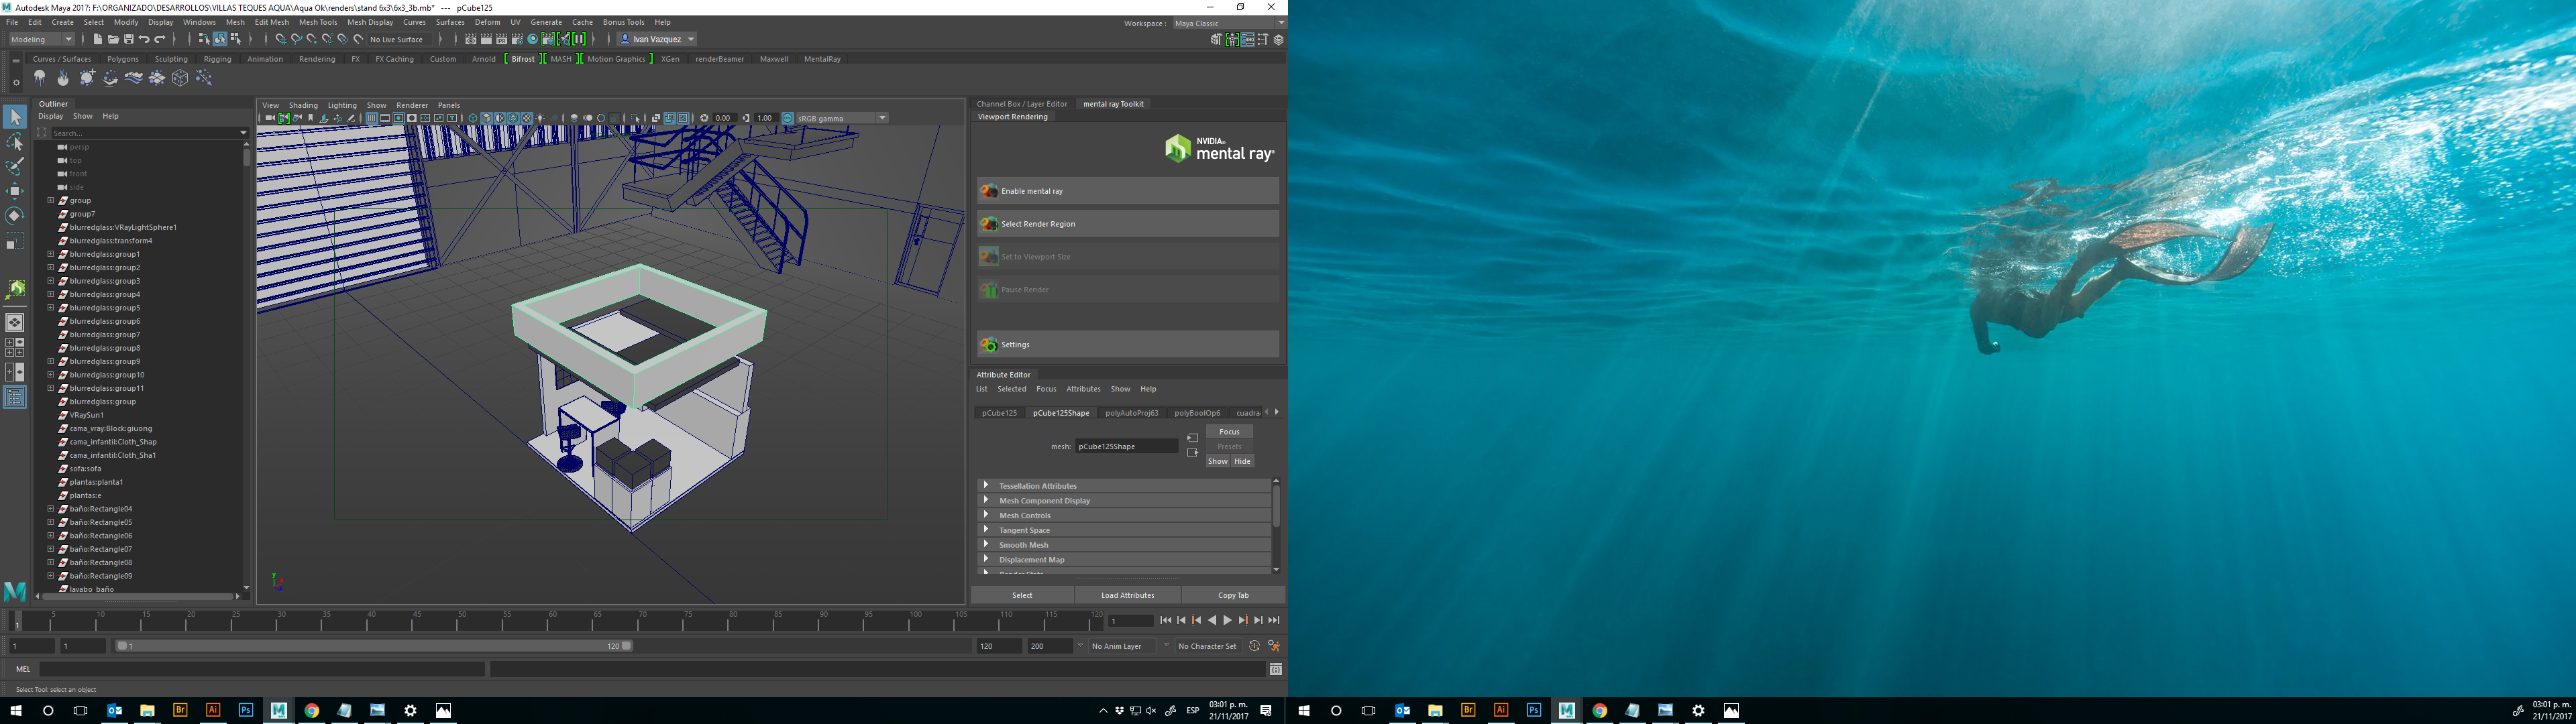 Autodesk Maya 2017: F:\ORGANIZADO\DESARROLLOS\VILLAS TEQUES AQUA\Aqua Ok\renders\stand 6x3\6x3_3b.mb* --- pCube125
File Edit Create Select Modify Display Windows Mesh Edit Mesh Mesh Tools Mesh Display Curves Surfaces Deform UV Generate Cache Bonus Tools Help
Workspace : Maya Classic
Modeling No Live Surface Ivan Vazquez
Curves / Surfaces Polygons Sculpting Rigging Animation Rendering FX FX Caching Custom Arnold Bifrost MASH Motion Graphics XGen renderBeamer Maxwell MentalRay
Outliner
Display Show Help
Search...
persp
top
front
side
group
group7
blurredglass:VRayLightSphere1
blurredglass:transform4
blurredglass:group1
blurredglass:group2
blurredglass:group3
blurredglass:group4
blurredglass:group5
blurredglass:group6
blurredglass:group7
blurredglass:group8
blurredglass:group9
blurredglass:group10
blurredglass:group11
blurredglass:group
VRaySun1
cama_vray:Block:giuong
cama_infantil:Cloth_Shap
cama_infantil:Cloth_Sha1
sofa:sofa
plantas:planta1
plantas:e
baño:Rectangle04
baño:Rectangle05
baño:Rectangle06
baño:Rectangle07
baño:Rectangle08
baño:Rectangle09
lavabo_baño
View Shading Lighting Show Renderer Panels
0.00 1.00 sRGB gamma
Channel Box / Layer Editor mental ray Toolkit
Viewport Rendering
NVIDIA®
mental ray®
Enable mental ray
Select Render Region
Set to Viewport Size
Pause Render
Settings
Attribute Editor
List Selected Focus Attributes Show Help
pCube125 pCube125Shape polyAutoProj63 polyBoolOp6 cuadra
mesh: pCube125Shape
Focus
Presets
Show Hide
Tessellation Attributes
Mesh Component Display
Mesh Controls
Tangent Space
Smooth Mesh
Displacement Map
Render Stats
Select Load Attributes Copy Tab
1 5 10 15 20 25 30 35 40 45 50 55 60 65 70 75 80 85 90 95 100 105 110 115 120 1
1 1 1 120 120 200 No Anim Layer No Character Set
MEL
Select Tool: select an object
Br Ai Ps ESP 03:01 p. m.
21/11/2017
Br Ai Ps 03:01 p. m.
21/11/2017